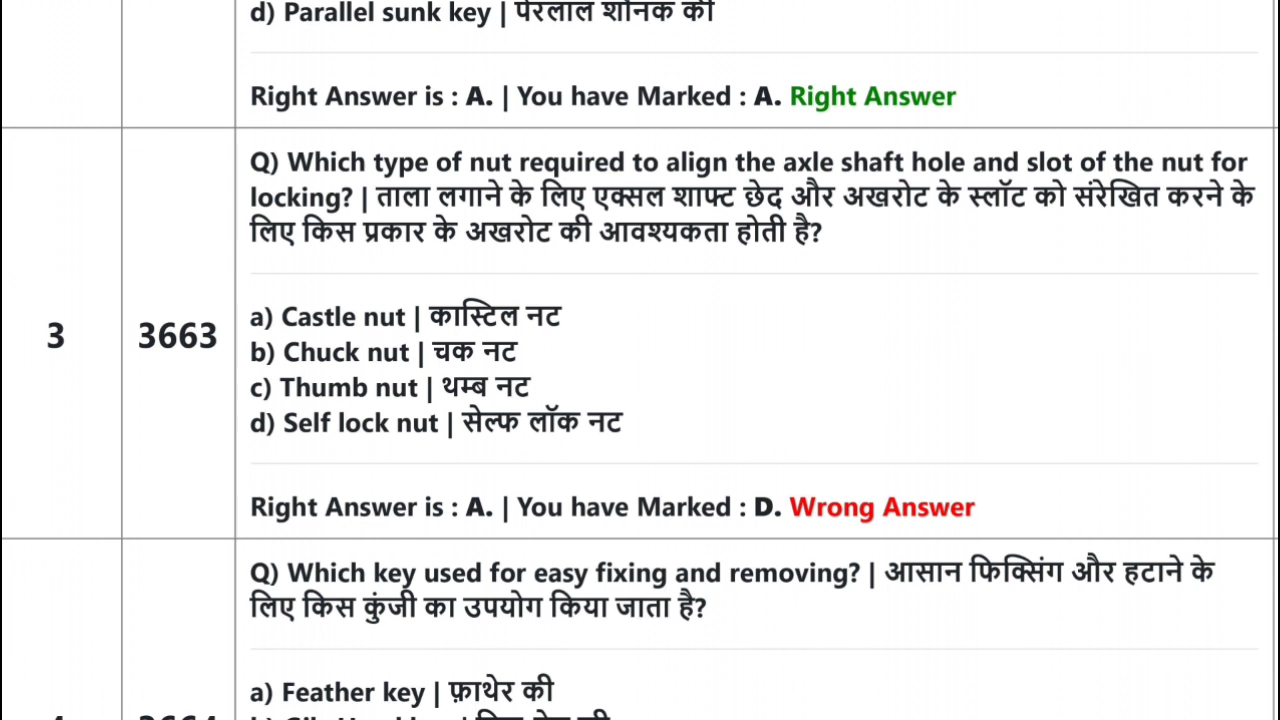 d) Parallel sunk key | पेरलाल शौनक की
Right Answer is : A. | You have Marked : A. Right Answer
Q) Which type of nut required to align the axle shaft hole and slot of the nut for
locking? | ताला लगाने के लिए एक्सल शाफ्ट छेद और अखरोट के स्लॉट को संरेखित करने के
लिए किस प्रकार के अखरोट की आवश्यकता होती है?
3
3663
a) Castle nut | कास्टिल नट
b) Chuck nut | चक नट
c) Thumb nut | थम्ब नट
d) Self lock nut | सेल्फ लॉक नट
Right Answer is : A. | You have Marked : D. Wrong Answer
Q) Which key used for easy fixing and removing? | आसान फिक्सिंग और हटाने के
लिए किस कुंजी का उपयोग किया जाता है?
a) Feather key | फ़ाथेर की